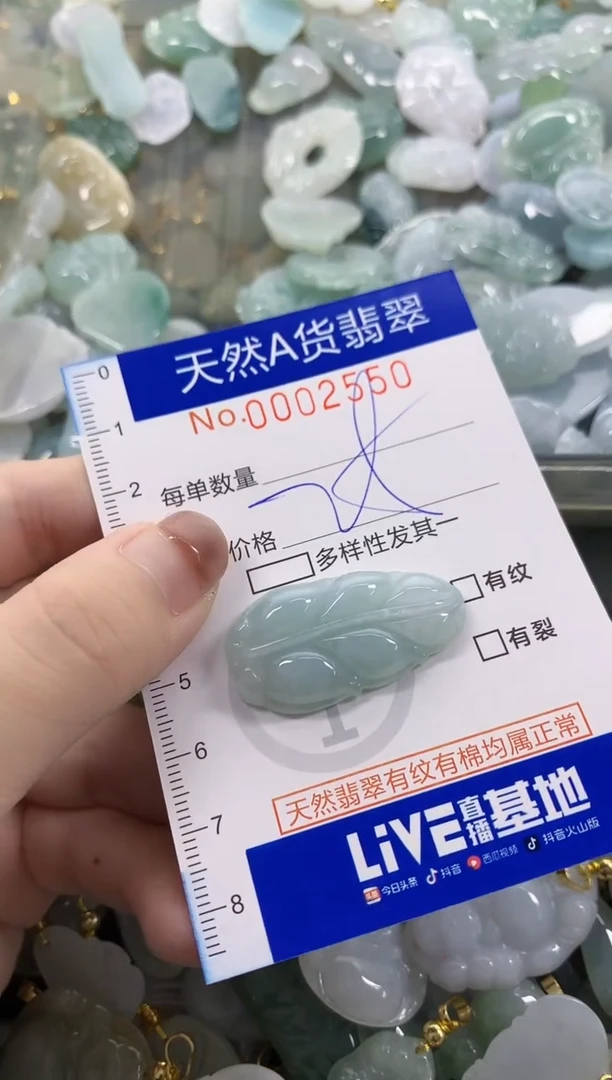 0
天然A货翡翠
No.0002550
1
2
每单数量
价格
多样性发其一
有纹
有裂
5
6
天然翡翠有纹有棉均属正常
7
LiVE直播基地
8
今日头条 抖音 西瓜视频 抖音火山版